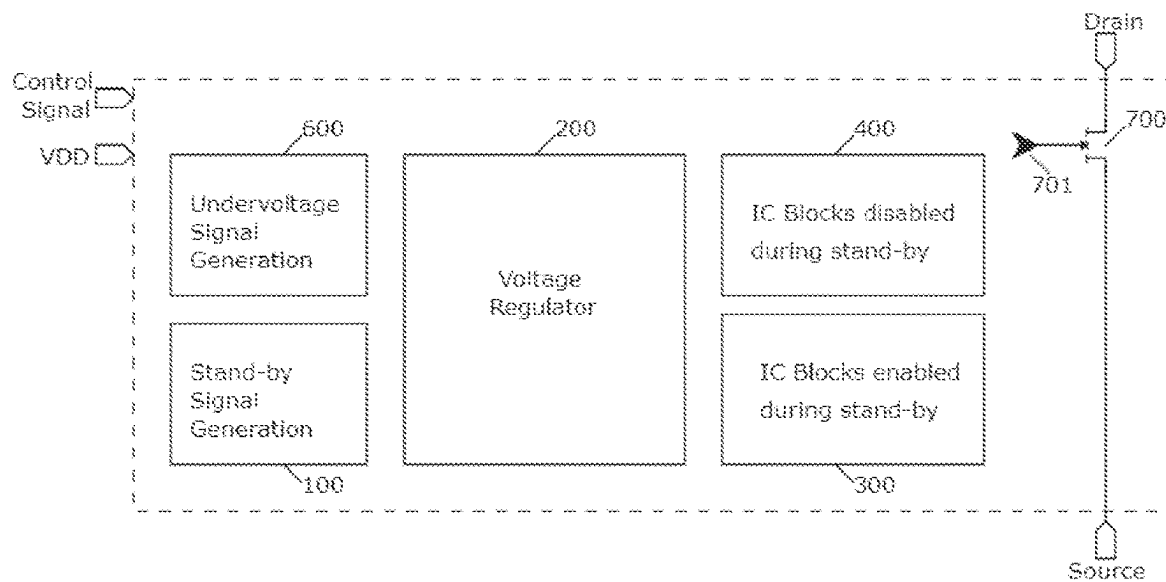 Drain
Control
Signal
VDD
600
200
400
700
701
Undervoltage
Signal
Generation
Voltage
Regulator
IC Blocks disabled
during stand-by
Stand-by
Signal
Generation
IC Blocks enabled
during stand-by
100
300
Source